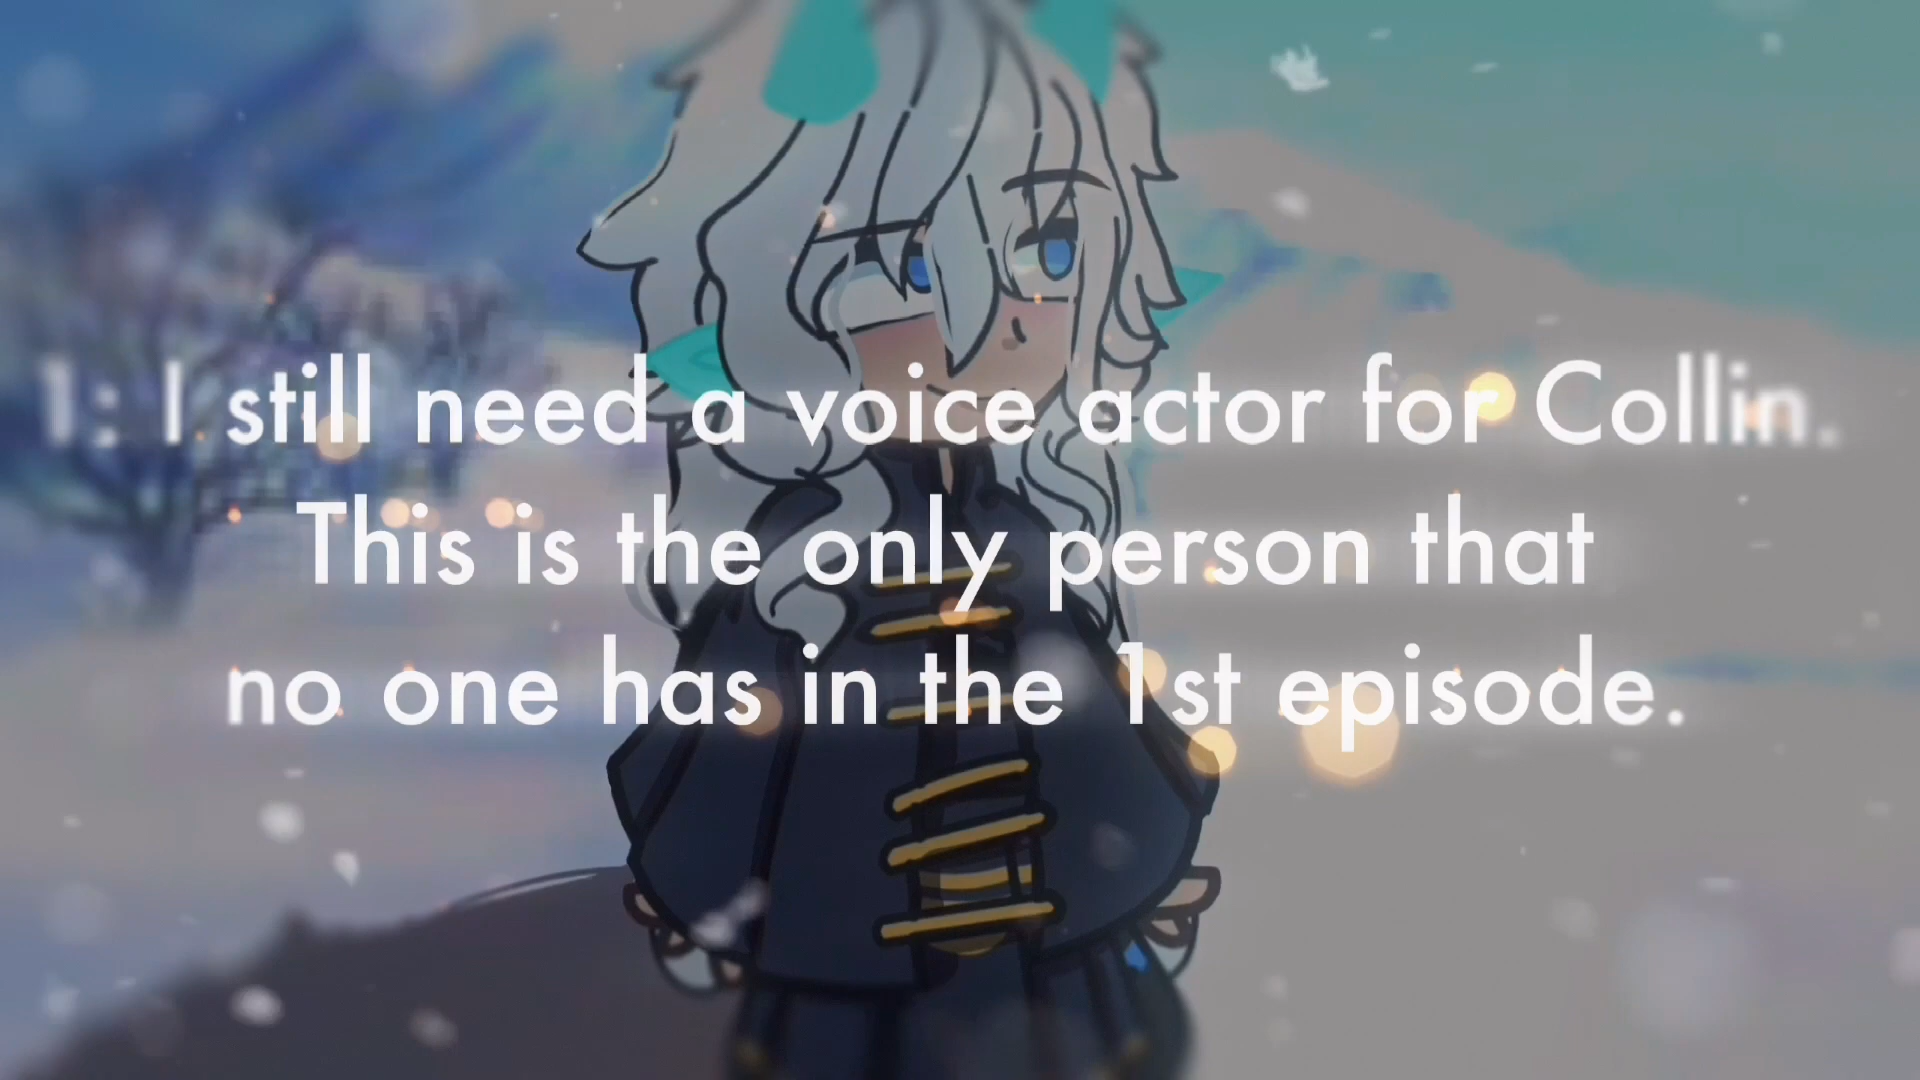 1: I still need a voice actor for Collin.
This is the only person that
no one has in the 1st episode.